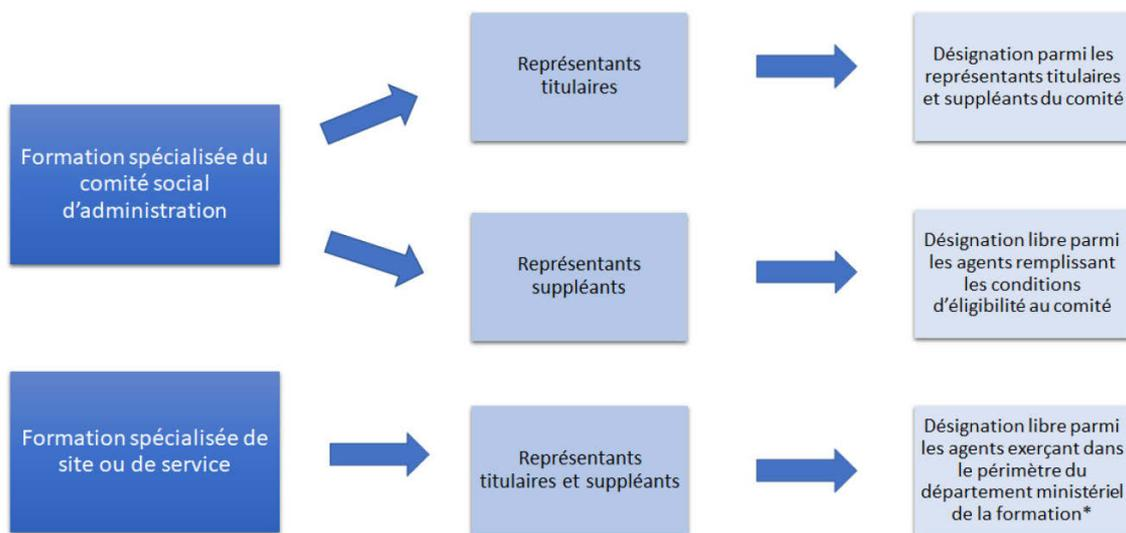 Formation spécialisée du
comité social
d'administration
Représentants
titulaires
Désignation parmi les
représentants titulaires
et suppléants du comité
Représentants
suppléants
Désignation libre parmi
les agents remplissant
les conditions
d'éligibilité au comité
Formation spécialisée de
site ou de service
Représentants
titulaires et suppléants
Désignation libre parmi
les agents exerçant dans
le périmètre du
département ministériel
de la formation*